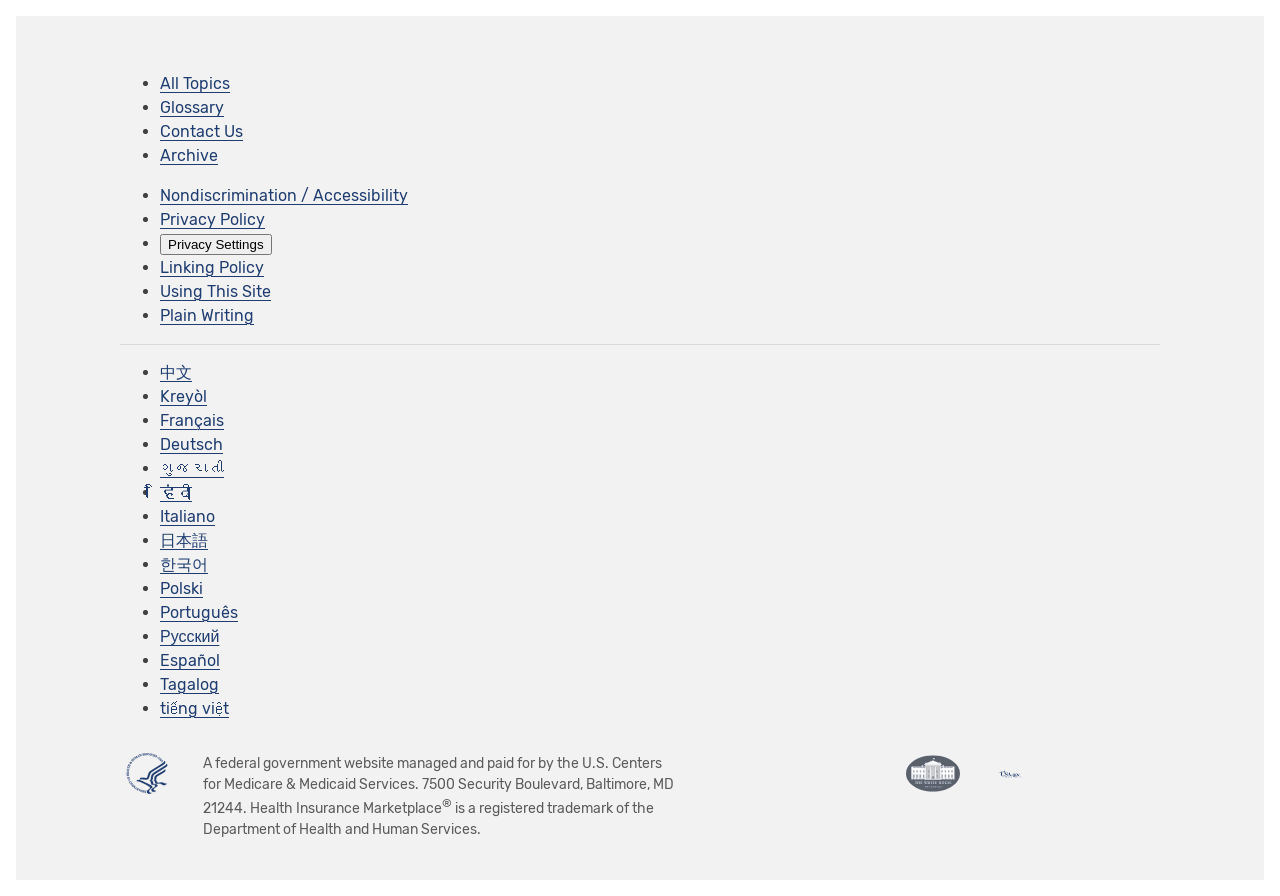 All Topics
Glossary
Contact Us
Archive
Nondiscrimination / Accessibility
Privacy Policy
Privacy Settings
Linking Policy
Using This Site
Plain Writing
中文
Kreyòl
Français
Deutsch
ગુજરાતી
हिंदी
Italiano
日本語
한국어
Polski
Português
Русский
Español
Tagalog
tiếng việt
A federal government website managed and paid for by the U.S. Centers
for Medicare & Medicaid Services. 7500 Security Boulevard, Baltimore, MD
21244. Health Insurance Marketplace® is a registered trademark of the
Department of Health and Human Services.